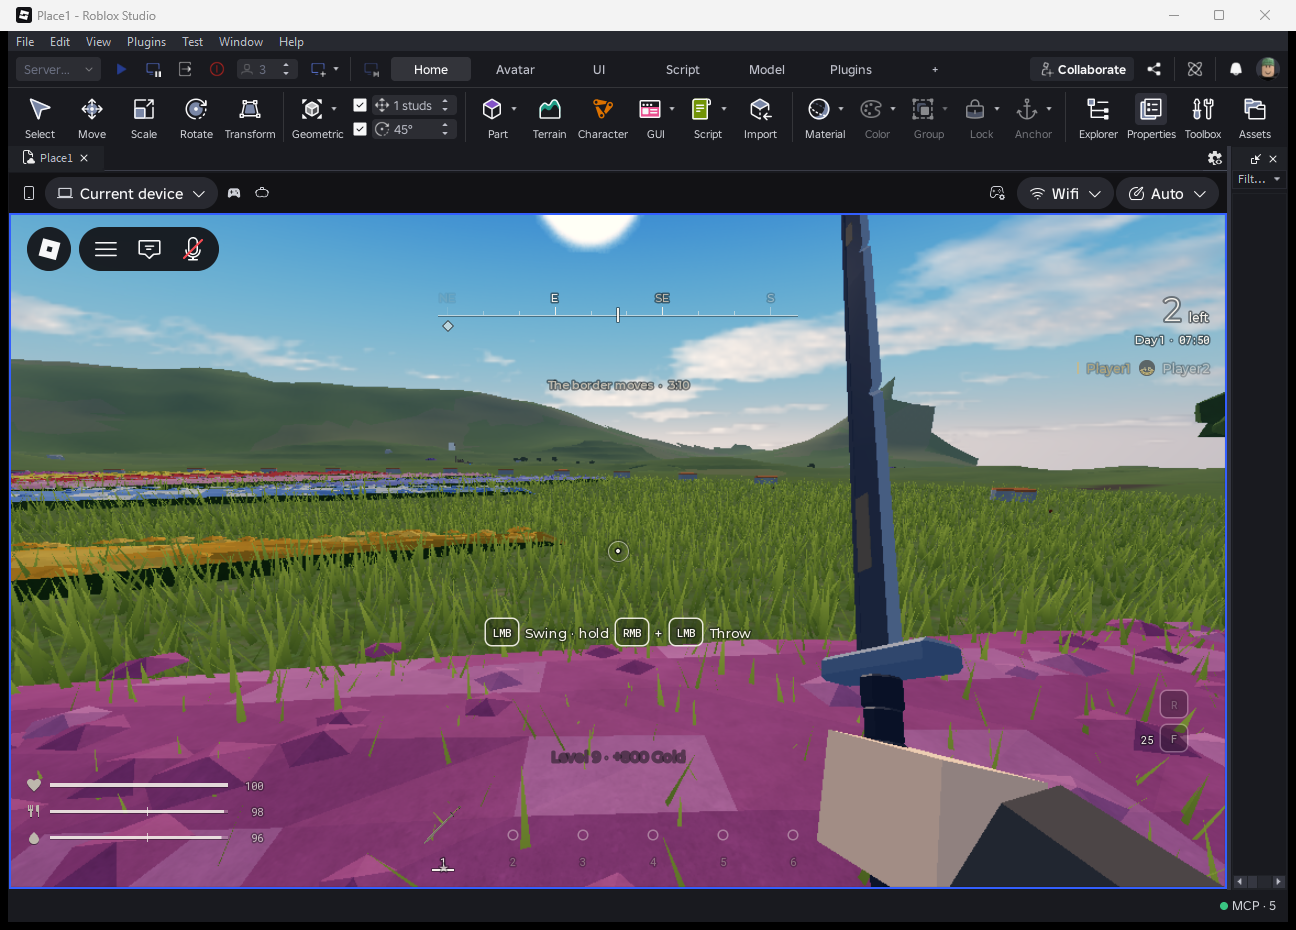 Place1 - Roblox Studio
File Edit View Plugins Test Window Help
Server... 3 Home Avatar UI Script Model Plugins + Collaborate
1 studs
45°
Select Move Scale Rotate Transform Geometric Part Terrain Character GUI Script Import Material Color Group Lock Anchor Explorer Properties Toolbox Assets
Place1
Filt...
Current device Wifi Auto
NE E SE S
2 left
Day1 · 07:50
Player1 Player2
The border moves · 3:10
LMB Swing · hold RMB + LMB Throw
R
25 F
Level 9 · +800 Gold
100
98
96
1 2 3 4 5 6
MCP · 5